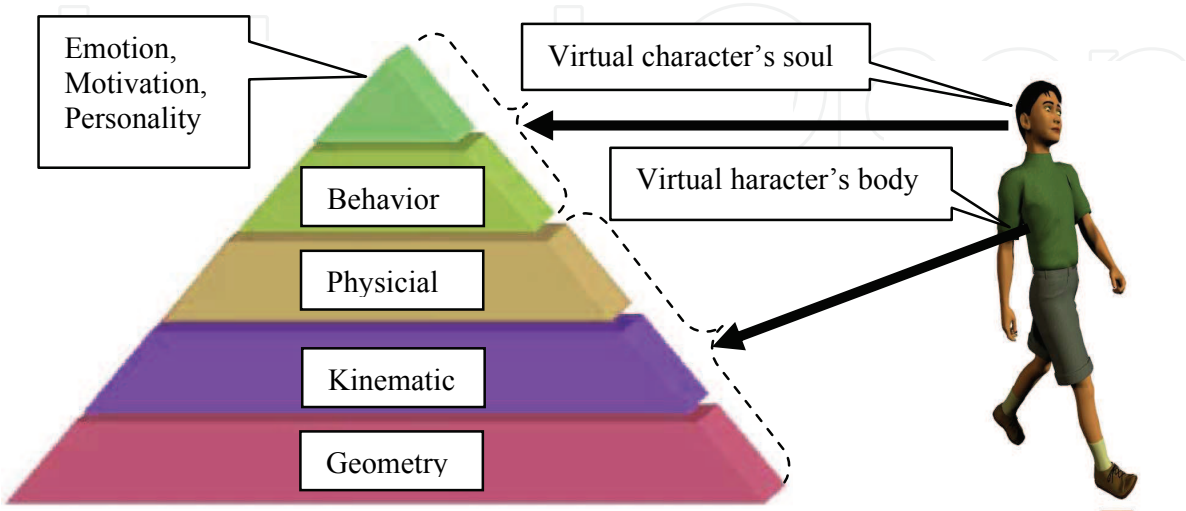 Emotion,
Motivation,
Personality
Virtual character's soul
Virtual haracter's body
Behavior
Physicial
Kinematic
Geometry